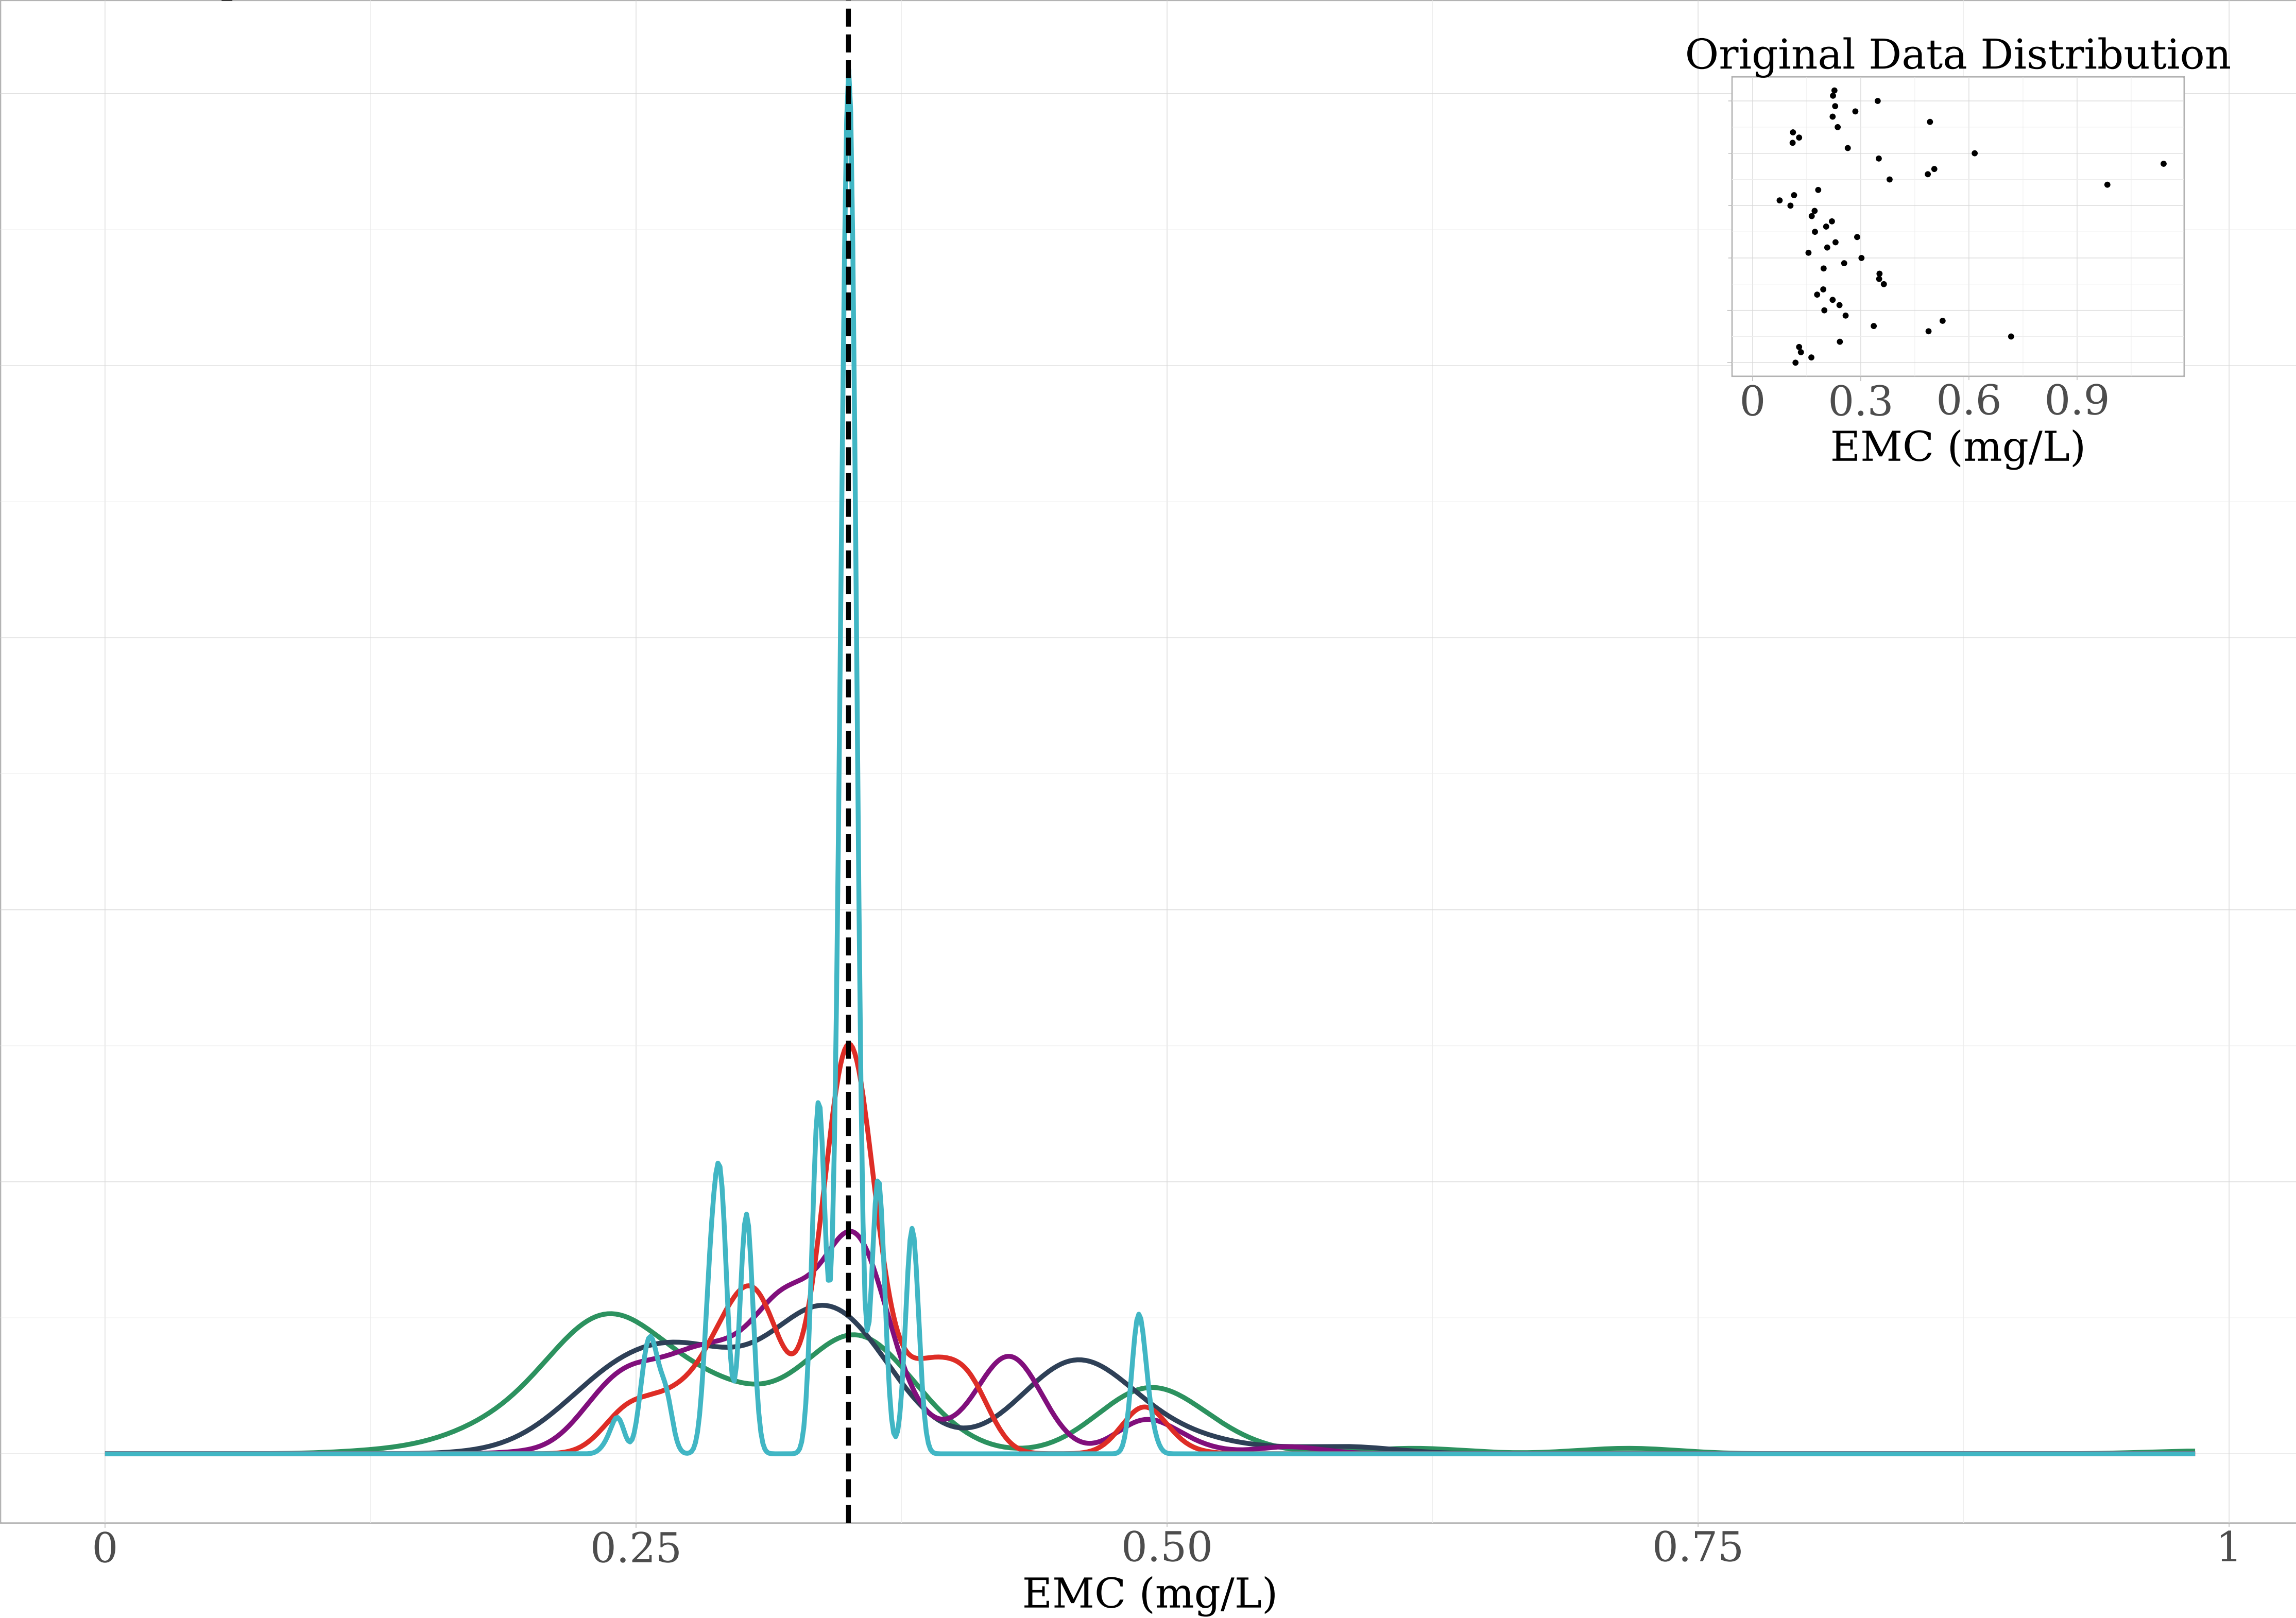 Original Data Distribution
0 0.3 0.6 0.9
EMC (mg/L)
0 0.25 0.50 0.75 1
EMC (mg/L)